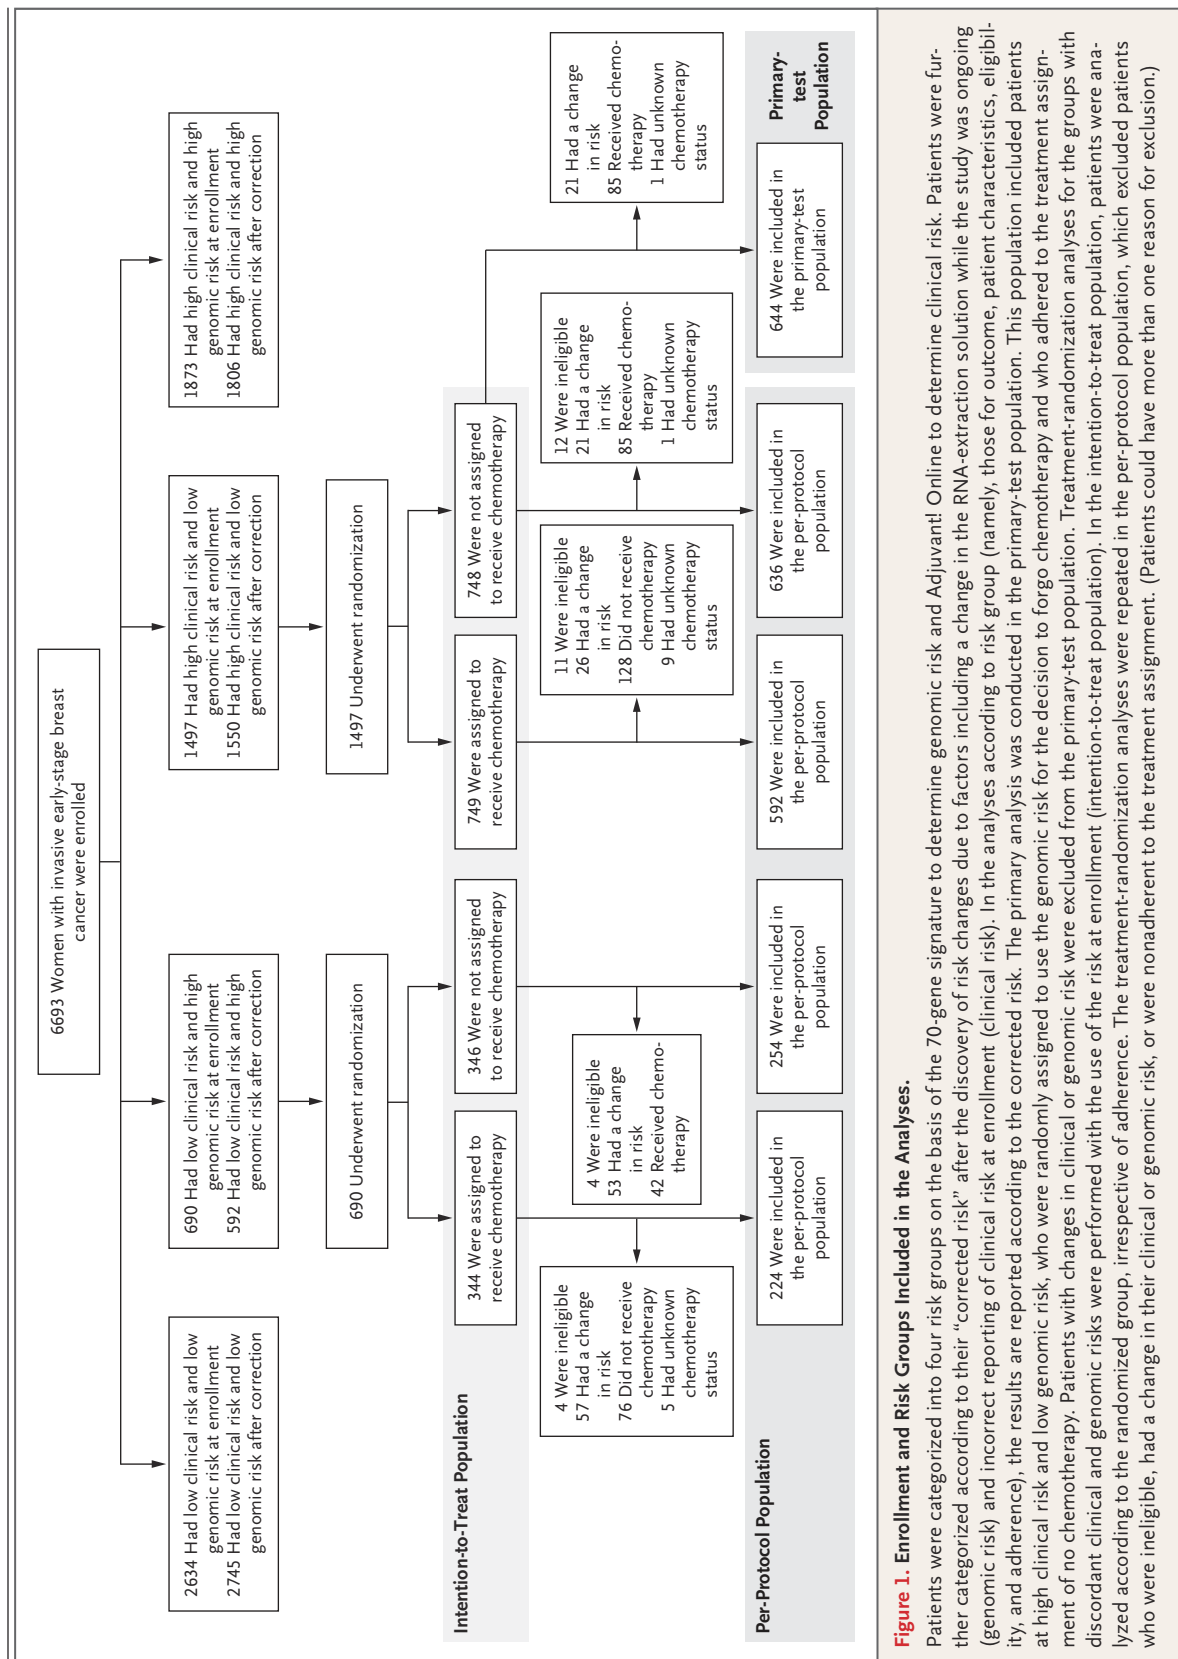 6693 Women with invasive early-stage breast
cancer were enrolled
2634 Had low clinical risk and low
genomic risk at enrollment
2745 Had low clinical risk and low
genomic risk after correction
690 Had low clinical risk and high
genomic risk at enrollment
592 Had low clinical risk and high
genomic risk after correction
1497 Had high clinical risk and low
genomic risk at enrollment
1550 Had high clinical risk and low
genomic risk after correction
1873 Had high clinical risk and high
genomic risk at enrollment
1806 Had high clinical risk and high
genomic risk after correction
690 Underwent randomization
1497 Underwent randomization
Intention-to-Treat Population
344 Were assigned to
receive chemotherapy
346 Were not assigned
to receive chemotherapy
749 Were assigned to
receive chemotherapy
748 Were not assigned
to receive chemotherapy
4 Were ineligible
57 Had a change
in risk
76 Did not receive
chemotherapy
5 Had unknown
chemotherapy
status
4 Were ineligible
53 Had a change
in risk
42 Received chemo-
therapy
11 Were ineligible
26 Had a change
in risk
128 Did not receive
chemotherapy
9 Had unknown
chemotherapy
status
12 Were ineligible
21 Had a change
in risk
85 Received chemo-
therapy
1 Had unknown
chemotherapy
status
21 Had a change
in risk
85 Received chemo-
therapy
1 Had unknown
chemotherapy
status
Per-Protocol Population
224 Were included in
the per-protocol
population
254 Were included in
the per-protocol
population
592 Were included in
the per-protocol
population
636 Were included in
the per-protocol
population
644 Were included in
the primary-test
population
Primary-
test
Population
Figure 1. Enrollment and Risk Groups Included in the Analyses.
Patients were categorized into four risk groups on the basis of the 70-gene signature to determine genomic risk and Adjuvant! Online to determine clinical risk. Patients were fur-
ther categorized according to their “corrected risk” after the discovery of risk changes due to factors including a change in the RNA-extraction solution while the study was ongoing
(genomic risk) and incorrect reporting of clinical risk at enrollment (clinical risk). In the analyses according to risk group (namely, those for outcome, patient characteristics, eligibil-
ity, and adherence), the results are reported according to the corrected risk. The primary analysis was conducted in the primary-test population. This population included patients
at high clinical risk and low genomic risk, who were randomly assigned to use the genomic risk for the decision to forgo chemotherapy and who adhered to the treatment assign-
ment of no chemotherapy. Patients with changes in clinical or genomic risk were excluded from the primary-test population. Treatment-randomization analyses for the groups with
discordant clinical and genomic risks were performed with the use of the risk at enrollment (intention-to-treat population). In the intention-to-treat population, patients were ana-
lyzed according to the randomized group, irrespective of adherence. The treatment-randomization analyses were repeated in the per-protocol population, which excluded patients
who were ineligible, had a change in their clinical or genomic risk, or were nonadherent to the treatment assignment. (Patients could have more than one reason for exclusion.)